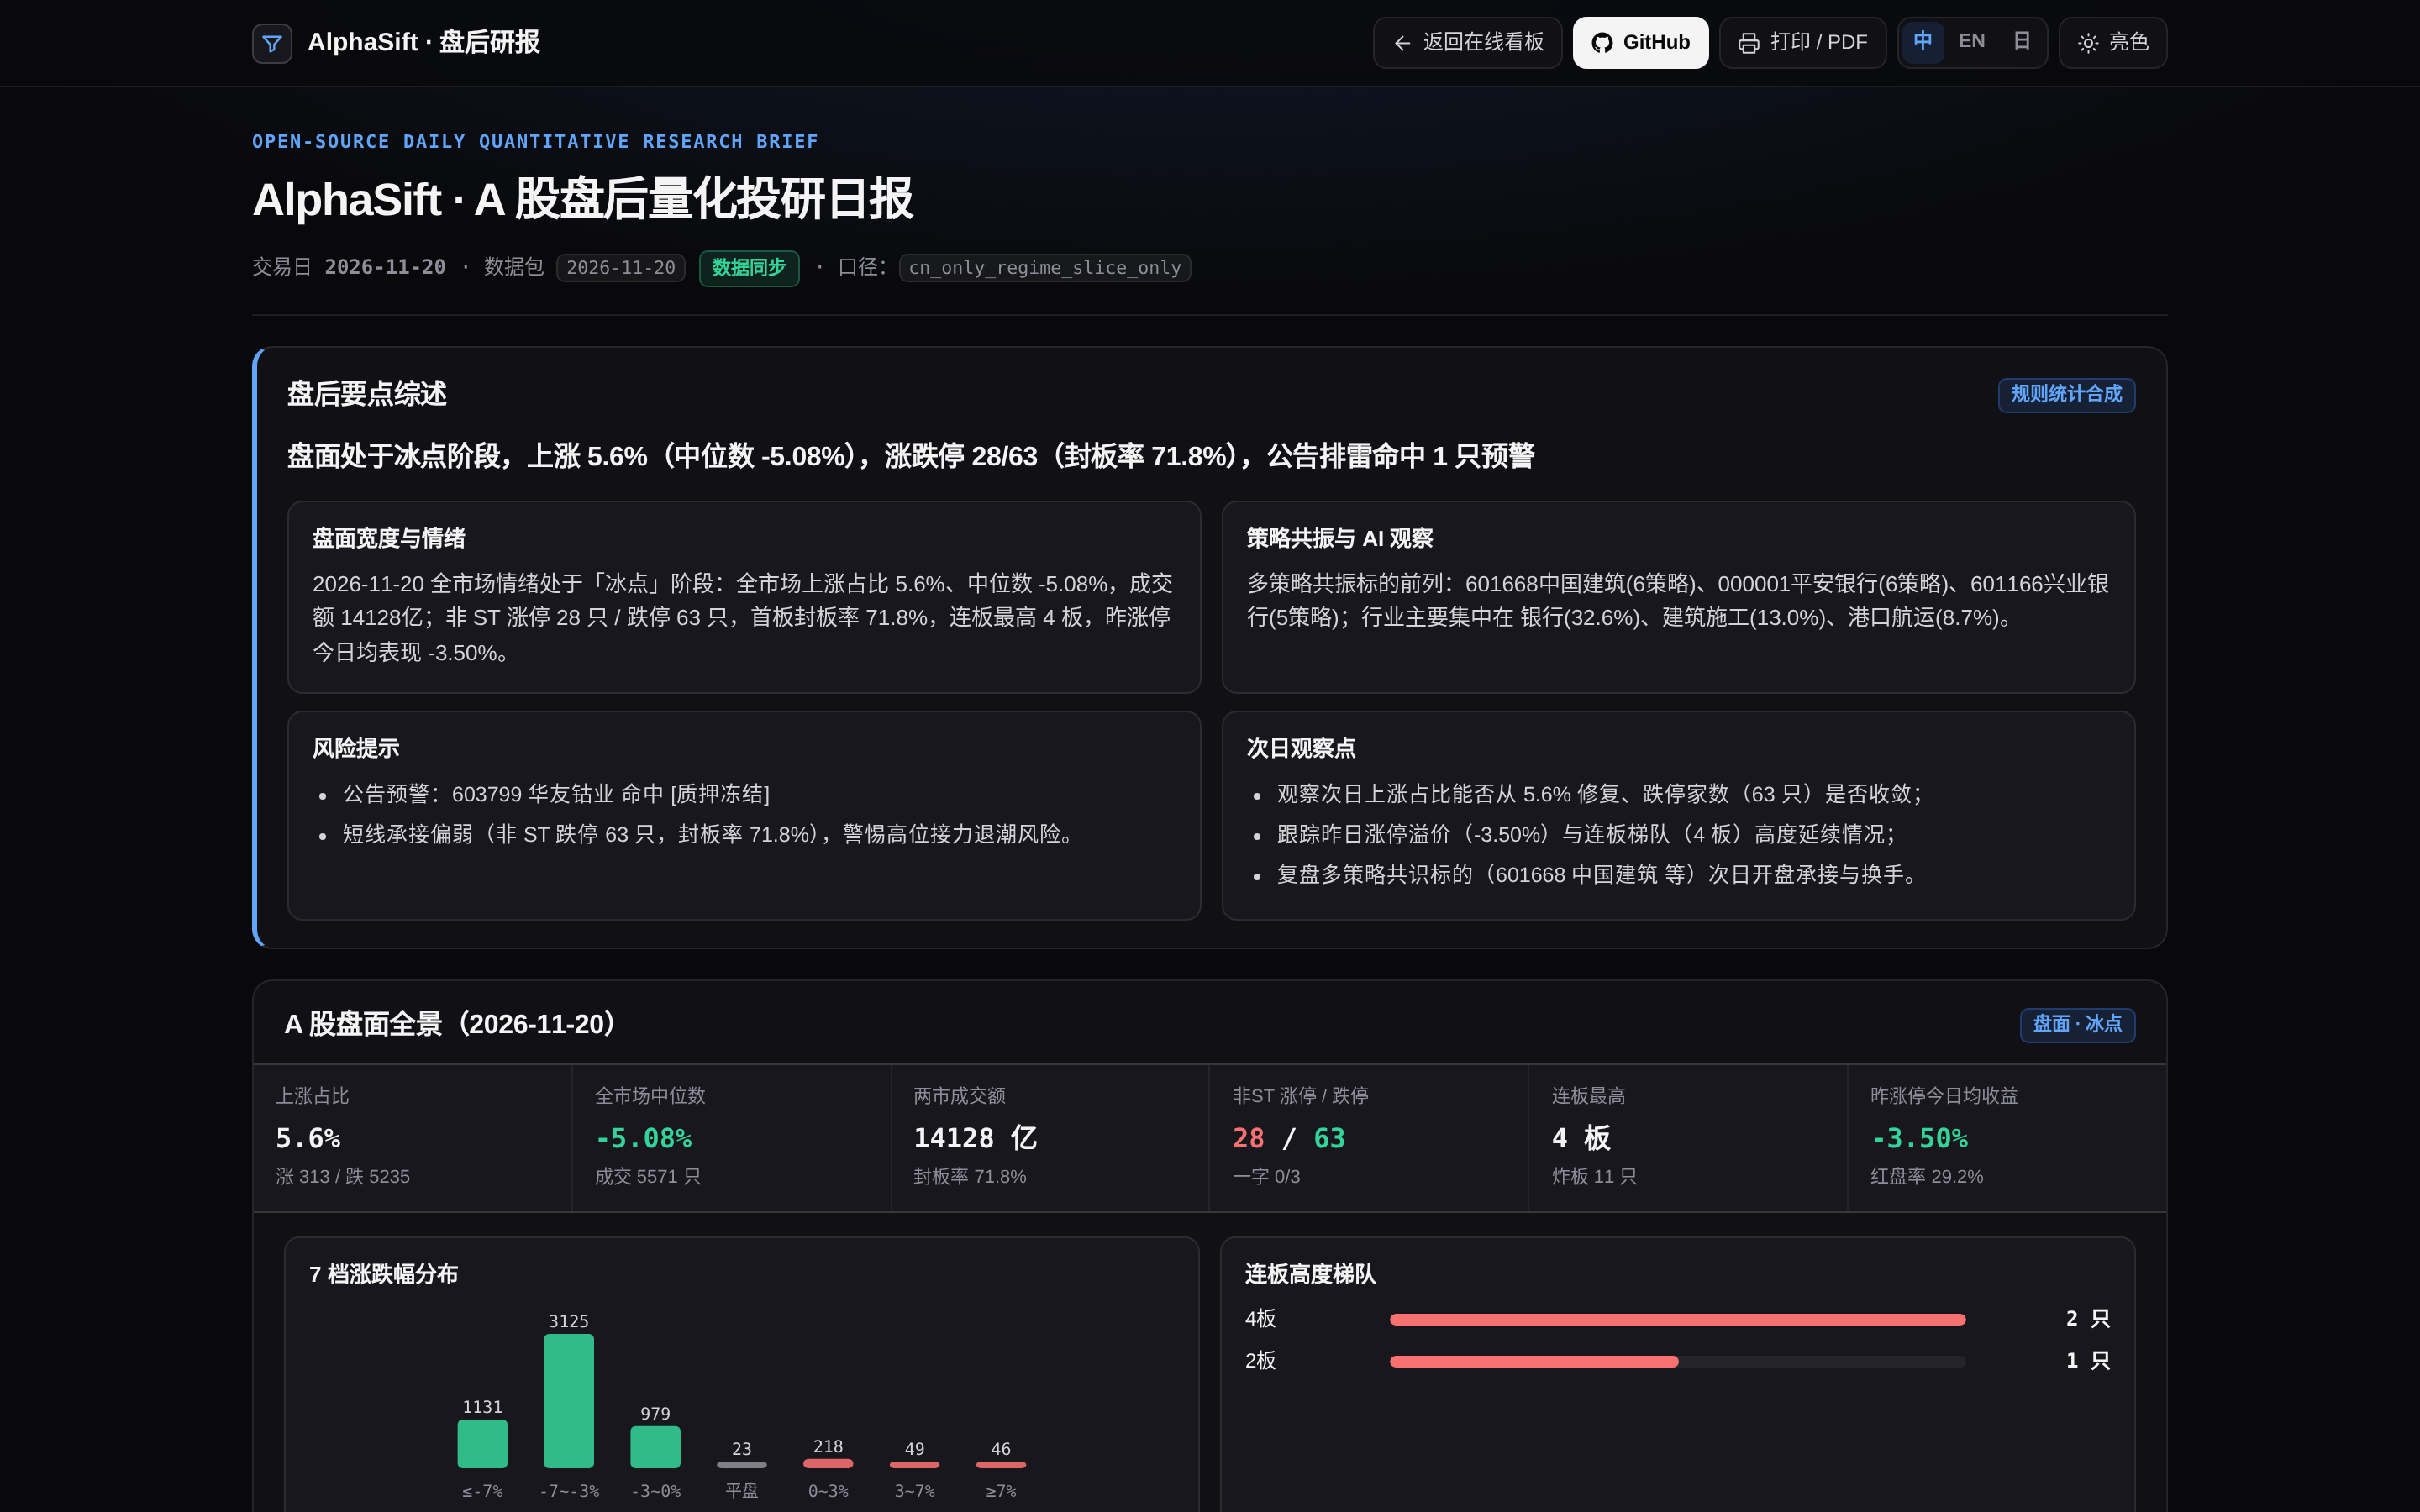 AlphaSift · 盘后研报
返回在线看板
GitHub
打印 / PDF
中 EN 日
亮色
OPEN-SOURCE DAILY QUANTITATIVE RESEARCH BRIEF
AlphaSift · A 股盘后量化投研日报
交易日 2026-11-20 · 数据包 2026-11-20 数据同步 · 口径：cn_only_regime_slice_only
盘后要点综述
规则统计合成
盘面处于冰点阶段，上涨 5.6%（中位数 -5.08%），涨跌停 28/63（封板率 71.8%），公告排雷命中 1 只预警
盘面宽度与情绪
2026-11-20 全市场情绪处于「冰点」阶段：全市场上涨占比 5.6%、中位数 -5.08%，成交
额 14128亿；非 ST 涨停 28 只 / 跌停 63 只，首板封板率 71.8%，连板最高 4 板，昨涨停
今日均表现 -3.50%。
策略共振与 AI 观察
多策略共振标的前列：601668中国建筑(6策略)、000001平安银行(6策略)、601166兴业银
行(5策略)；行业主要集中在 银行(32.6%)、建筑施工(13.0%)、港口航运(8.7%)。
风险提示
公告预警：603799 华友钴业 命中 [质押冻结]
短线承接偏弱（非 ST 跌停 63 只，封板率 71.8%），警惕高位接力退潮风险。
次日观察点
观察次日上涨占比能否从 5.6% 修复、跌停家数（63 只）是否收敛；
跟踪昨日涨停溢价（-3.50%）与连板梯队（4 板）高度延续情况；
复盘多策略共识标的（601668 中国建筑 等）次日开盘承接与换手。
A 股盘面全景（2026-11-20）
盘面 · 冰点
上涨占比
5.6%
涨 313 / 跌 5235
全市场中位数
-5.08%
成交 5571 只
两市成交额
14128 亿
封板率 71.8%
非ST 涨停 / 跌停
28 / 63
一字 0/3
连板最高
4 板
炸板 11 只
昨涨停今日均收益
-3.50%
红盘率 29.2%
7 档涨跌幅分布
1131 3125 979 23 218 49 46
≤-7% -7~-3% -3~0% 平盘 0~3% 3~7% ≥7%
连板高度梯队
4板 2 只
2板 1 只